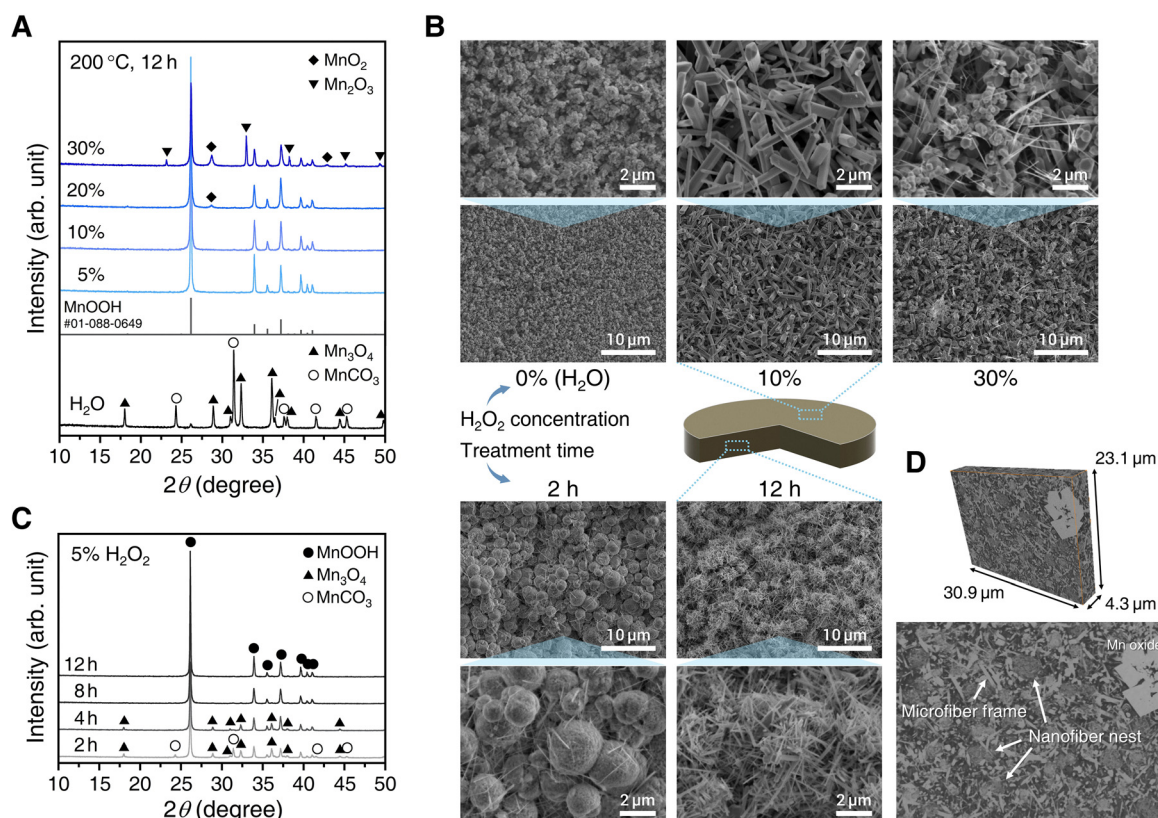 A
200 °C, 12 h
◆ MnO₂
▼ Mn₂O₃
30%
20%
10%
5%
MnOOH
#01-088-0649
▲ Mn₃O₄
○ MnCO₃
H₂O
Intensity (arb. unit)
10 15 20 25 30 35 40 45 50
2θ (degree)
B
2 μm
2 μm
2 μm
10 μm
10 μm
10 μm
0% (H₂O)
10%
30%
H₂O₂ concentration
Treatment time
2 h
12 h
10 μm
10 μm
2 μm
2 μm
C
5% H₂O₂
● MnOOH
▲ Mn₃O₄
○ MnCO₃
12 h
8 h
4 h
2 h
Intensity (arb. unit)
10 15 20 25 30 35 40 45 50
2θ (degree)
D
23.1 μm
30.9 μm
4.3 μm
Mn oxide
Microfiber frame
Nanofiber nest